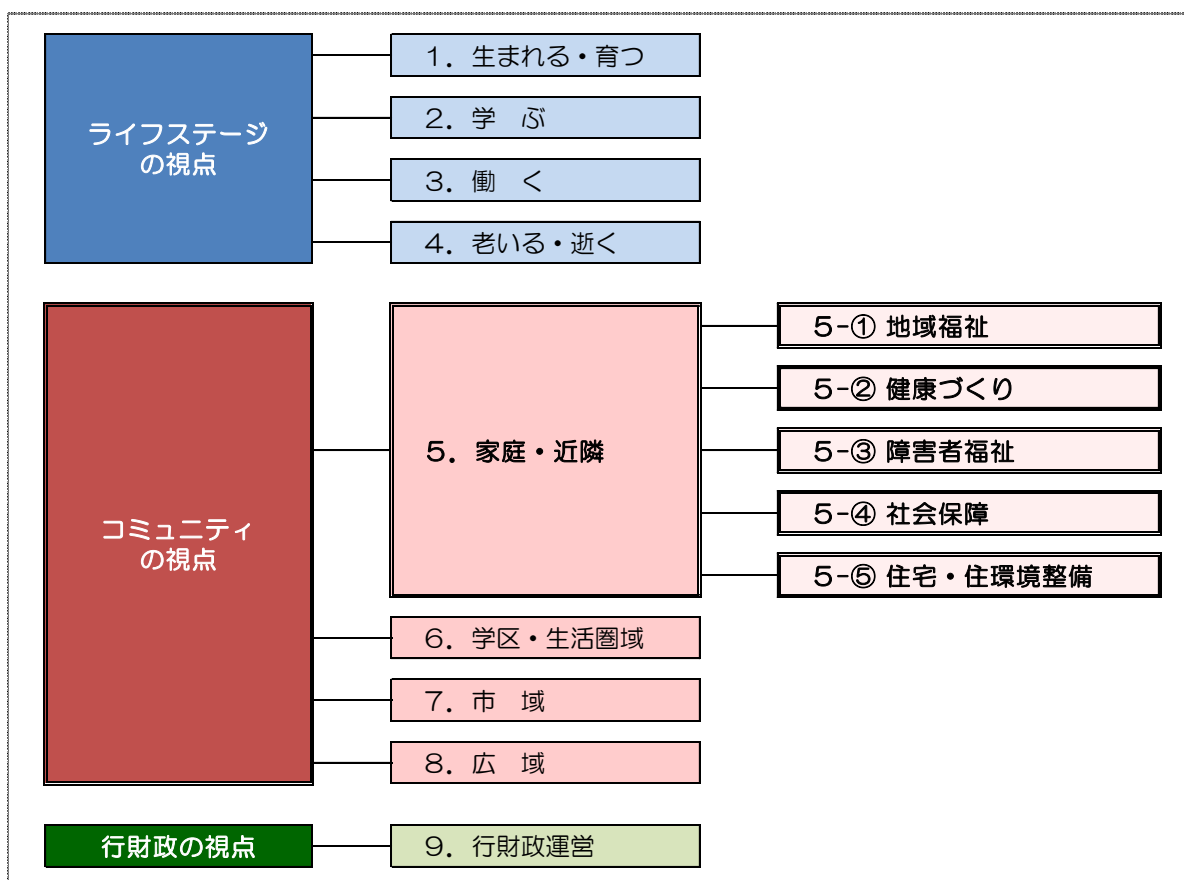 ライフステージ
の視点
1．生まれる・育つ
2．学　ぶ
3．働　く
4．老いる・逝く
コミュニティ
の視点
5．家庭・近隣
5-① 地域福祉
5-② 健康づくり
5-③ 障害者福祉
5-④ 社会保障
5-⑤ 住宅・住環境整備
6．学区・生活圏域
7．市　域
8．広　域
行財政の視点
9．行財政運営